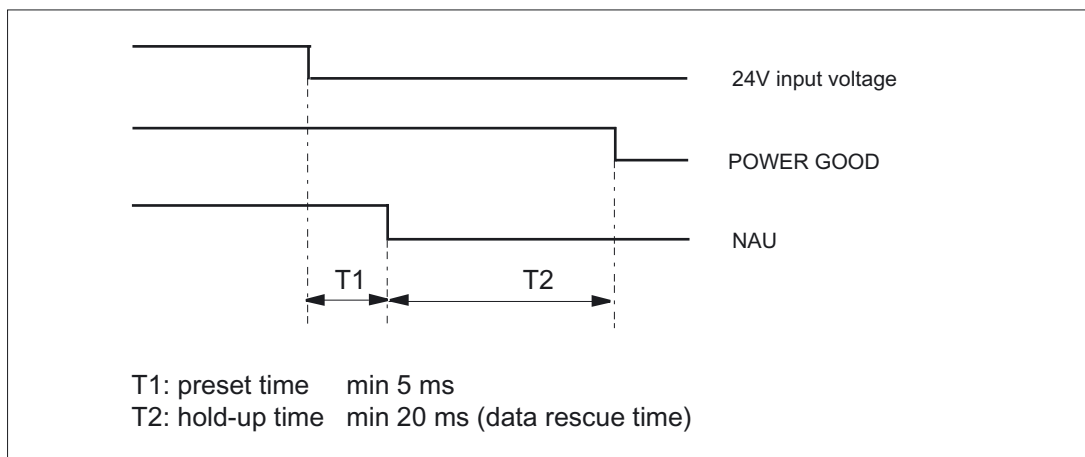 24V input voltage
POWER GOOD
NAU
T1 T2
T1: preset time min 5 ms
T2: hold-up time min 20 ms (data rescue time)